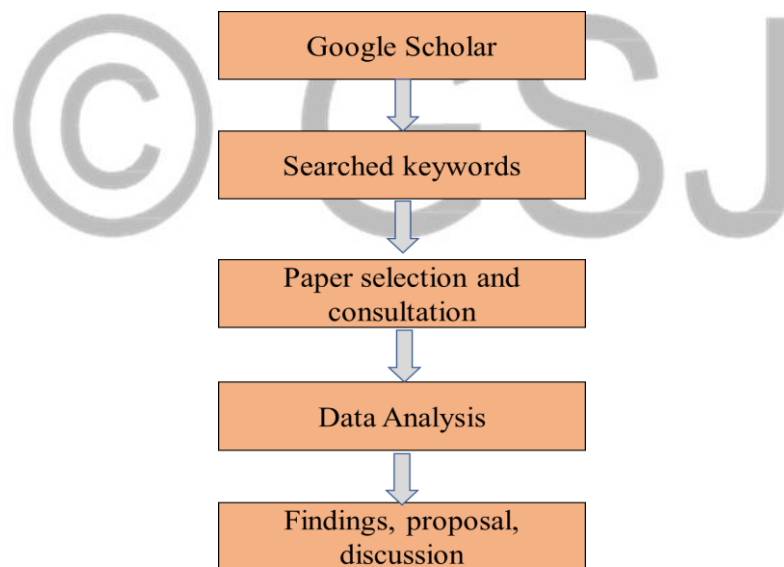 © GSJ
Google Scholar
Searched keywords
Paper selection and
consultation
Data Analysis
Findings, proposal,
discussion